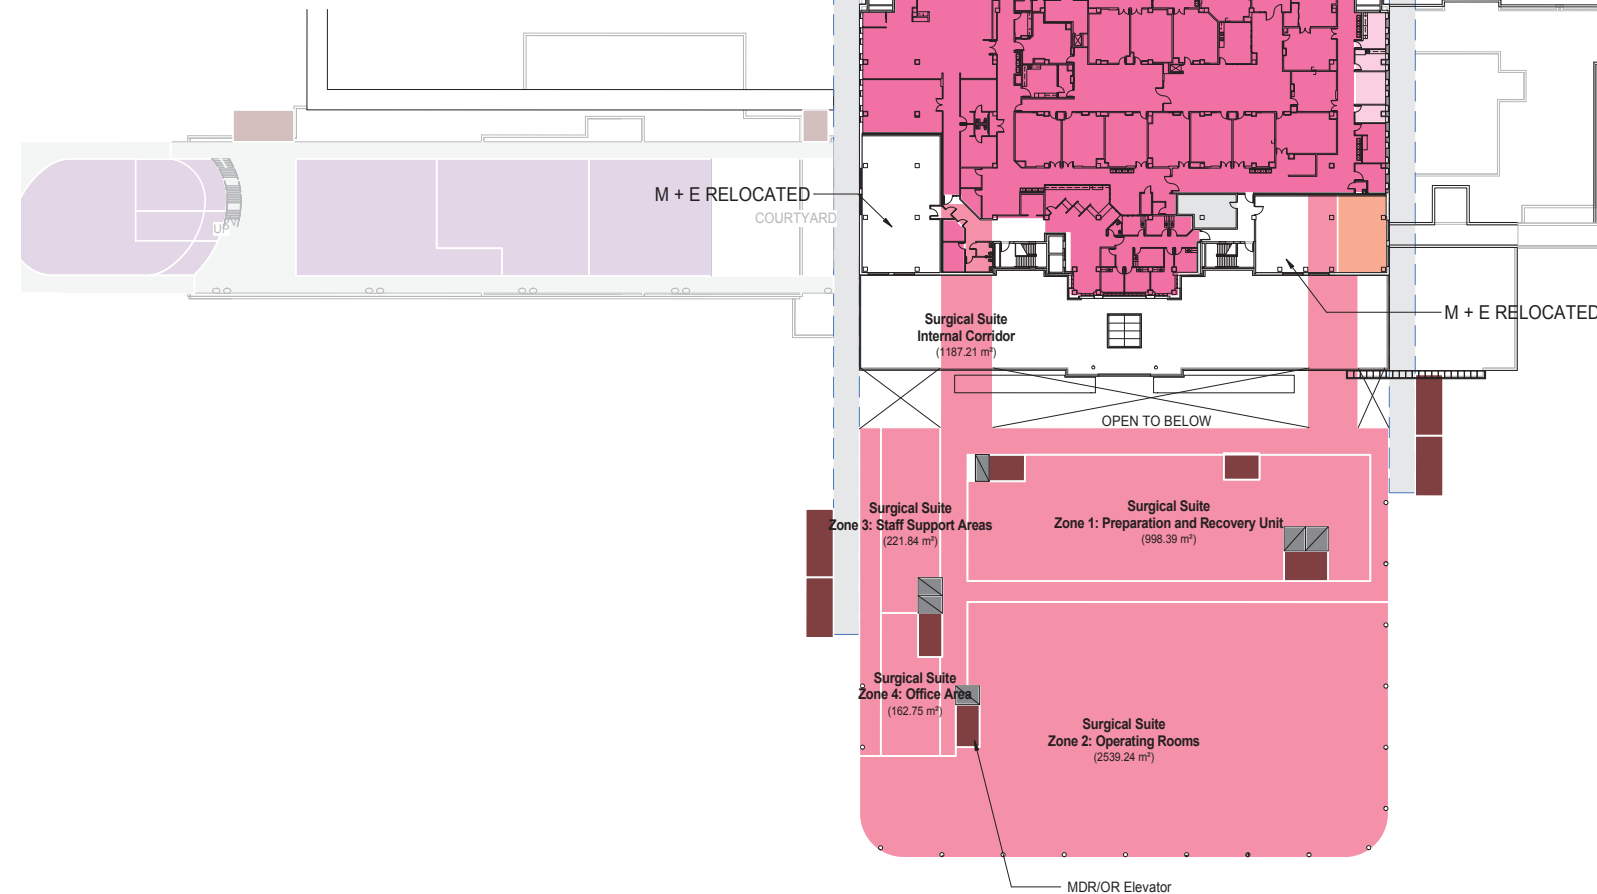 M + E RELOCATED
COURTYARD
UP
Surgical Suite
Internal Corridor
(1187.21 m²)
M + E RELOCATED
OPEN TO BELOW
Surgical Suite
Zone 3: Staff Support Areas
(221.84 m²)
Surgical Suite
Zone 1: Preparation and Recovery Unit
(998.39 m²)
Surgical Suite
Zone 4: Office Area
(162.75 m²)
Surgical Suite
Zone 2: Operating Rooms
(2539.24 m²)
MDR/OR Elevator